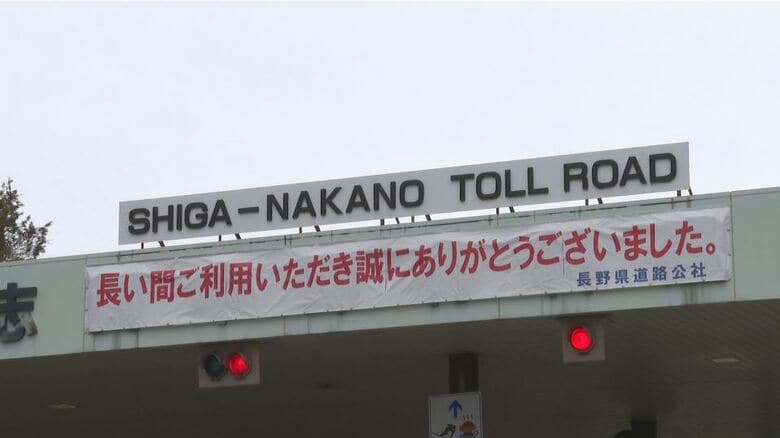 SHIGA-NAKANO TOLL ROAD
長い間ご利用いただき誠にありがとうございました。
長野県道路公社
志